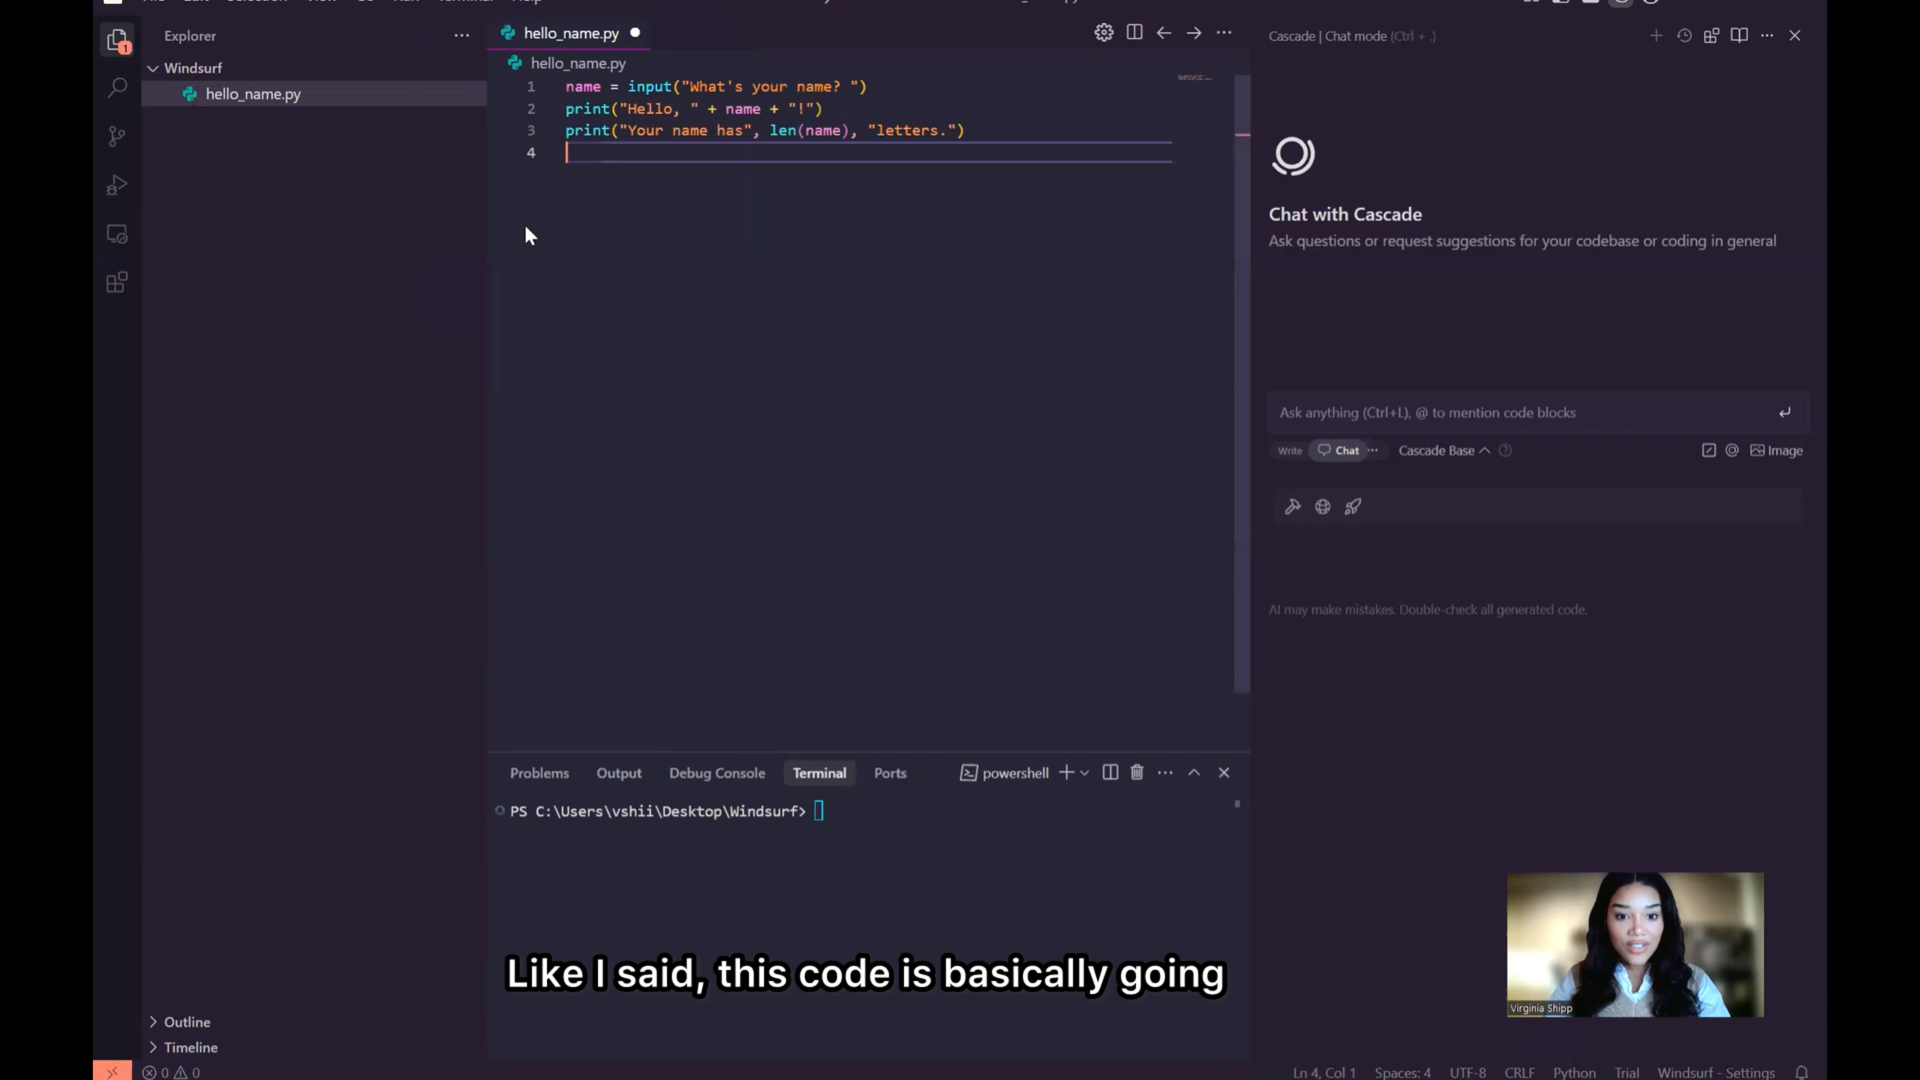 Explorer
Windsurf
hello_name.py
1
hello_name.py
Cascade | Chat mode (Ctrl + .)
hello_name.py
1 name = input("What's your name? ")
2 print("Hello, " + name + "!")
3 print("Your name has", len(name), "letters.")
4
Chat with Cascade
Ask questions or request suggestions for your codebase or coding in general
Ask anything (Ctrl+L), @ to mention code blocks
Write Chat Cascade Base Image
AI may make mistakes. Double-check all generated code.
Problems Output Debug Console Terminal Ports powershell
PS C:\Users\vshii\Desktop\Windsurf>
Like I said, this code is basically going
Virginia Shipp
Outline
Timeline
0 0 Ln 4, Col 1 Spaces: 4 UTF-8 CRLF Python Trial Windsurf - Settings